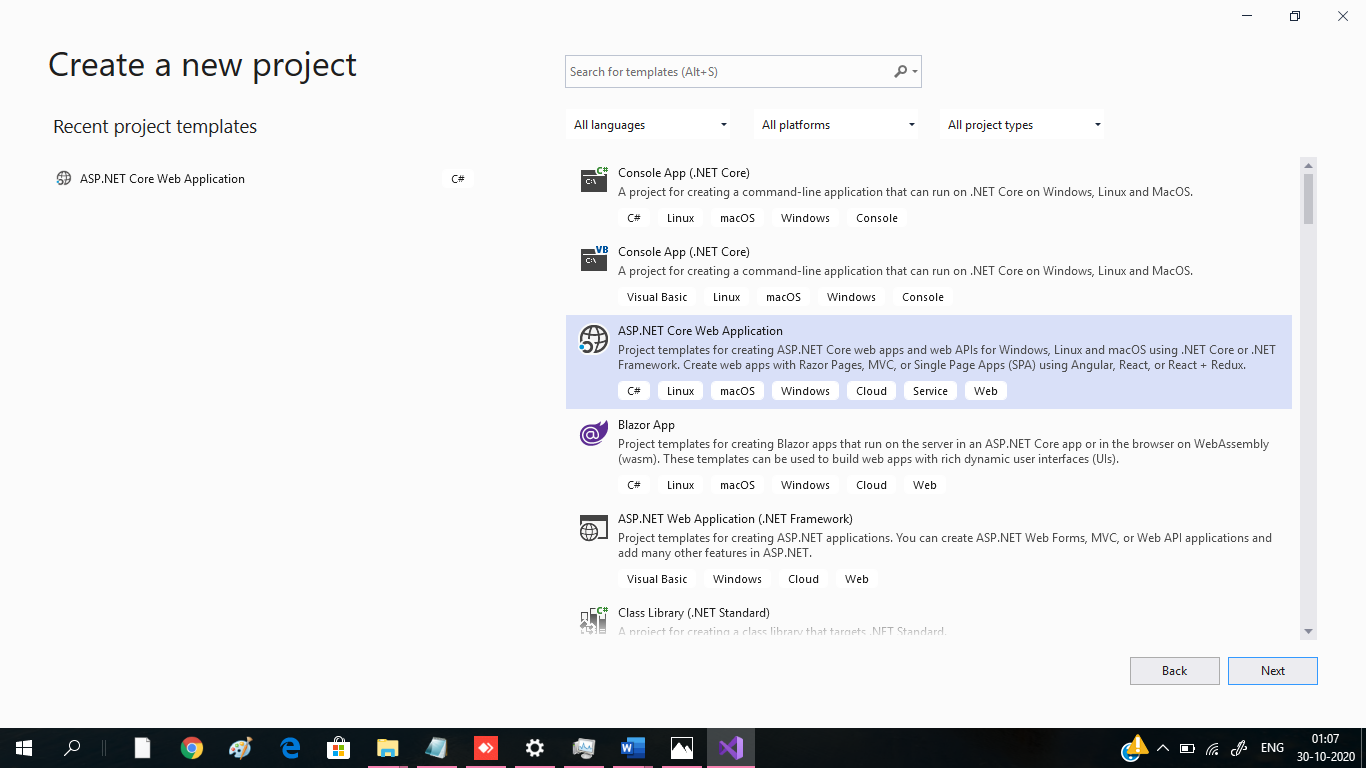 Create a new project
Recent project templates
ASP.NET Core Web Application C#
Search for templates (Alt+S)
All languages All platforms All project types
C#
C:\
Console App (.NET Core)
A project for creating a command-line application that can run on .NET Core on Windows, Linux and MacOS.
C# Linux macOS Windows Console
VB
C:\
Console App (.NET Core)
A project for creating a command-line application that can run on .NET Core on Windows, Linux and MacOS.
Visual Basic Linux macOS Windows Console
ASP.NET Core Web Application
Project templates for creating ASP.NET Core web apps and web APIs for Windows, Linux and macOS using .NET Core or .NET
Framework. Create web apps with Razor Pages, MVC, or Single Page Apps (SPA) using Angular, React, or React + Redux.
C# Linux macOS Windows Cloud Service Web
@
Blazor App
Project templates for creating Blazor apps that run on the server in an ASP.NET Core app or in the browser on WebAssembly
(wasm). These templates can be used to build web apps with rich dynamic user interfaces (UIs).
C# Linux macOS Windows Cloud Web
ASP.NET Web Application (.NET Framework)
Project templates for creating ASP.NET applications. You can create ASP.NET Web Forms, MVC, or Web API applications and
add many other features in ASP.NET.
Visual Basic Windows Cloud Web
C#
Class Library (.NET Standard)
A project for creating a class library that targets .NET Standard.
Back Next
W
ENG
01:07
30-10-2020